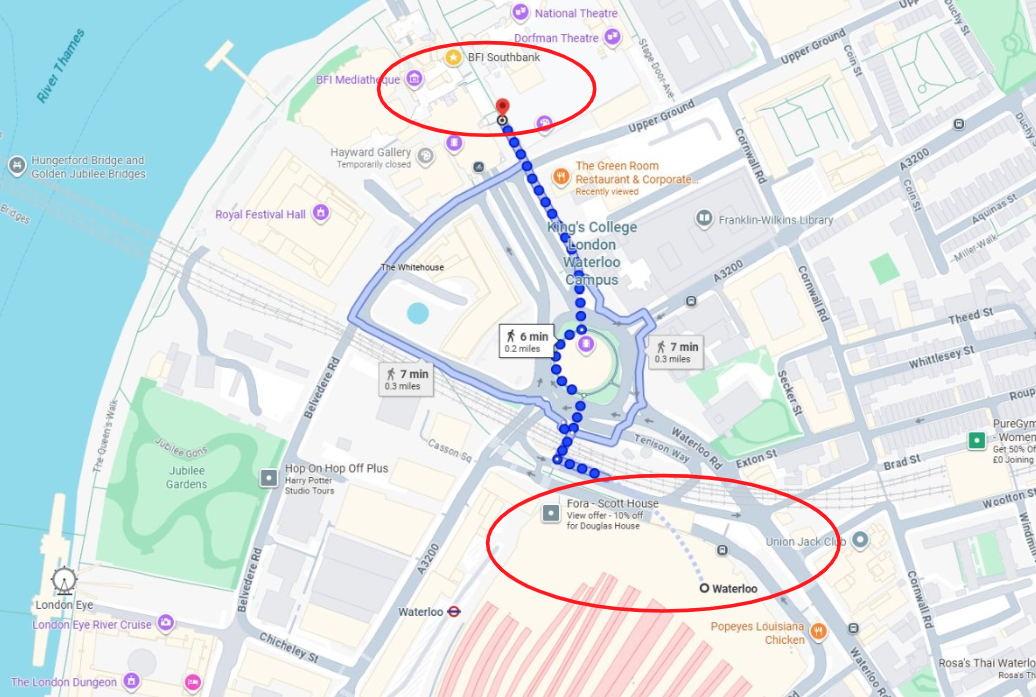 National Theatre
Dorfman Theatre
BFI Southbank
BFI Mediatheque
River Thames
Upper Ground
Coin St
Duchy St
Stage Door Ave
Upper Ground
Cornwall Rd
A3200
Hungerford Bridge and
Golden Jubilee Bridges
Bridges
Hayward Gallery
Temporarily closed
The Green Room
Restaurant & Corporate...
Recently viewed
Coin St
Aquinas St
Royal Festival Hall
Franklin-Wilkins Library
King's College
London
Waterloo
Campus
Miller Walk
The Whitehouse
A3200
Cornwall Rd
Theed St
6 min
0.2 miles
7 min
0.3 miles
7 min
0.3 miles
Whittlesey St
Belvedere Rd
Secker St
Roup
The Queen's Walk
Waterloo Rd
Tenison Way
Exton St
Brad St
PureGym
Women
Get 50% Of
£0 Joining
Casson Sq
Jubilee Gdns
Jubilee
Gardens
Hop On Hop Off Plus
Harry Potter
Studio Tours
Fora - Scott House
View offer - 10% off
for Douglas House
Wootton St
Windm
Union Jack Club
A3200
Belvedere Rd
London Eye
Waterloo
Waterloo
Cornwall Rd
London Eye River Cruise
Popeyes Louisiana
Chicken
Chicheley St
Waterloo Rd
Rosa's Thai Waterlo
Rosa's T
The London Dungeon